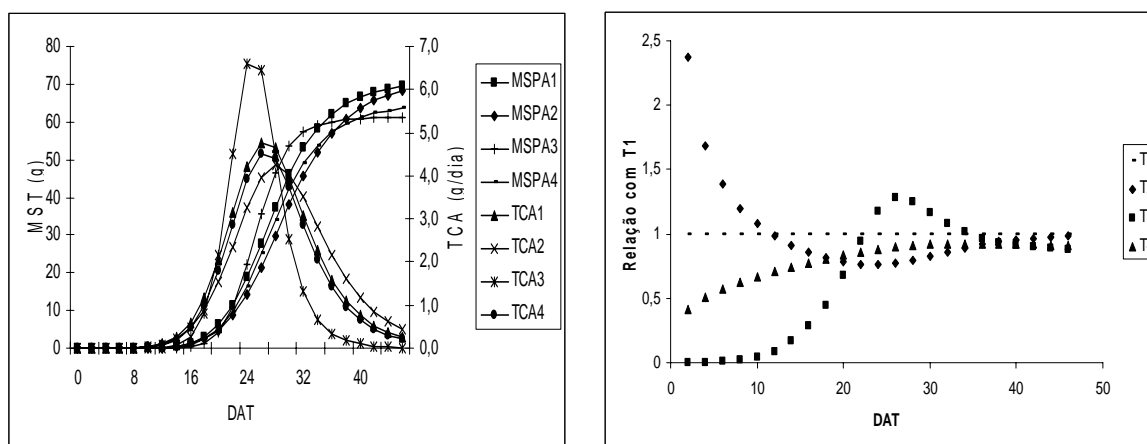 80
70
60
50
40
30
20
10
0
MST (g)
7,0
6,0
5,0
4,0
3,0
2,0
1,0
0,0
TCA (g/dia)
0 8 16 24 32 40
DAT
MSPA1
MSPA2
MSPA3
MSPA4
TCA1
TCA2
TCA3
TCA4
2,5
2
1,5
1
0,5
0
Relação com T1
0 10 20 30 40 50
DAT
T
T
T
T